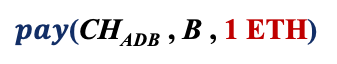 pay(CH_ADB , B , 1 ETH)